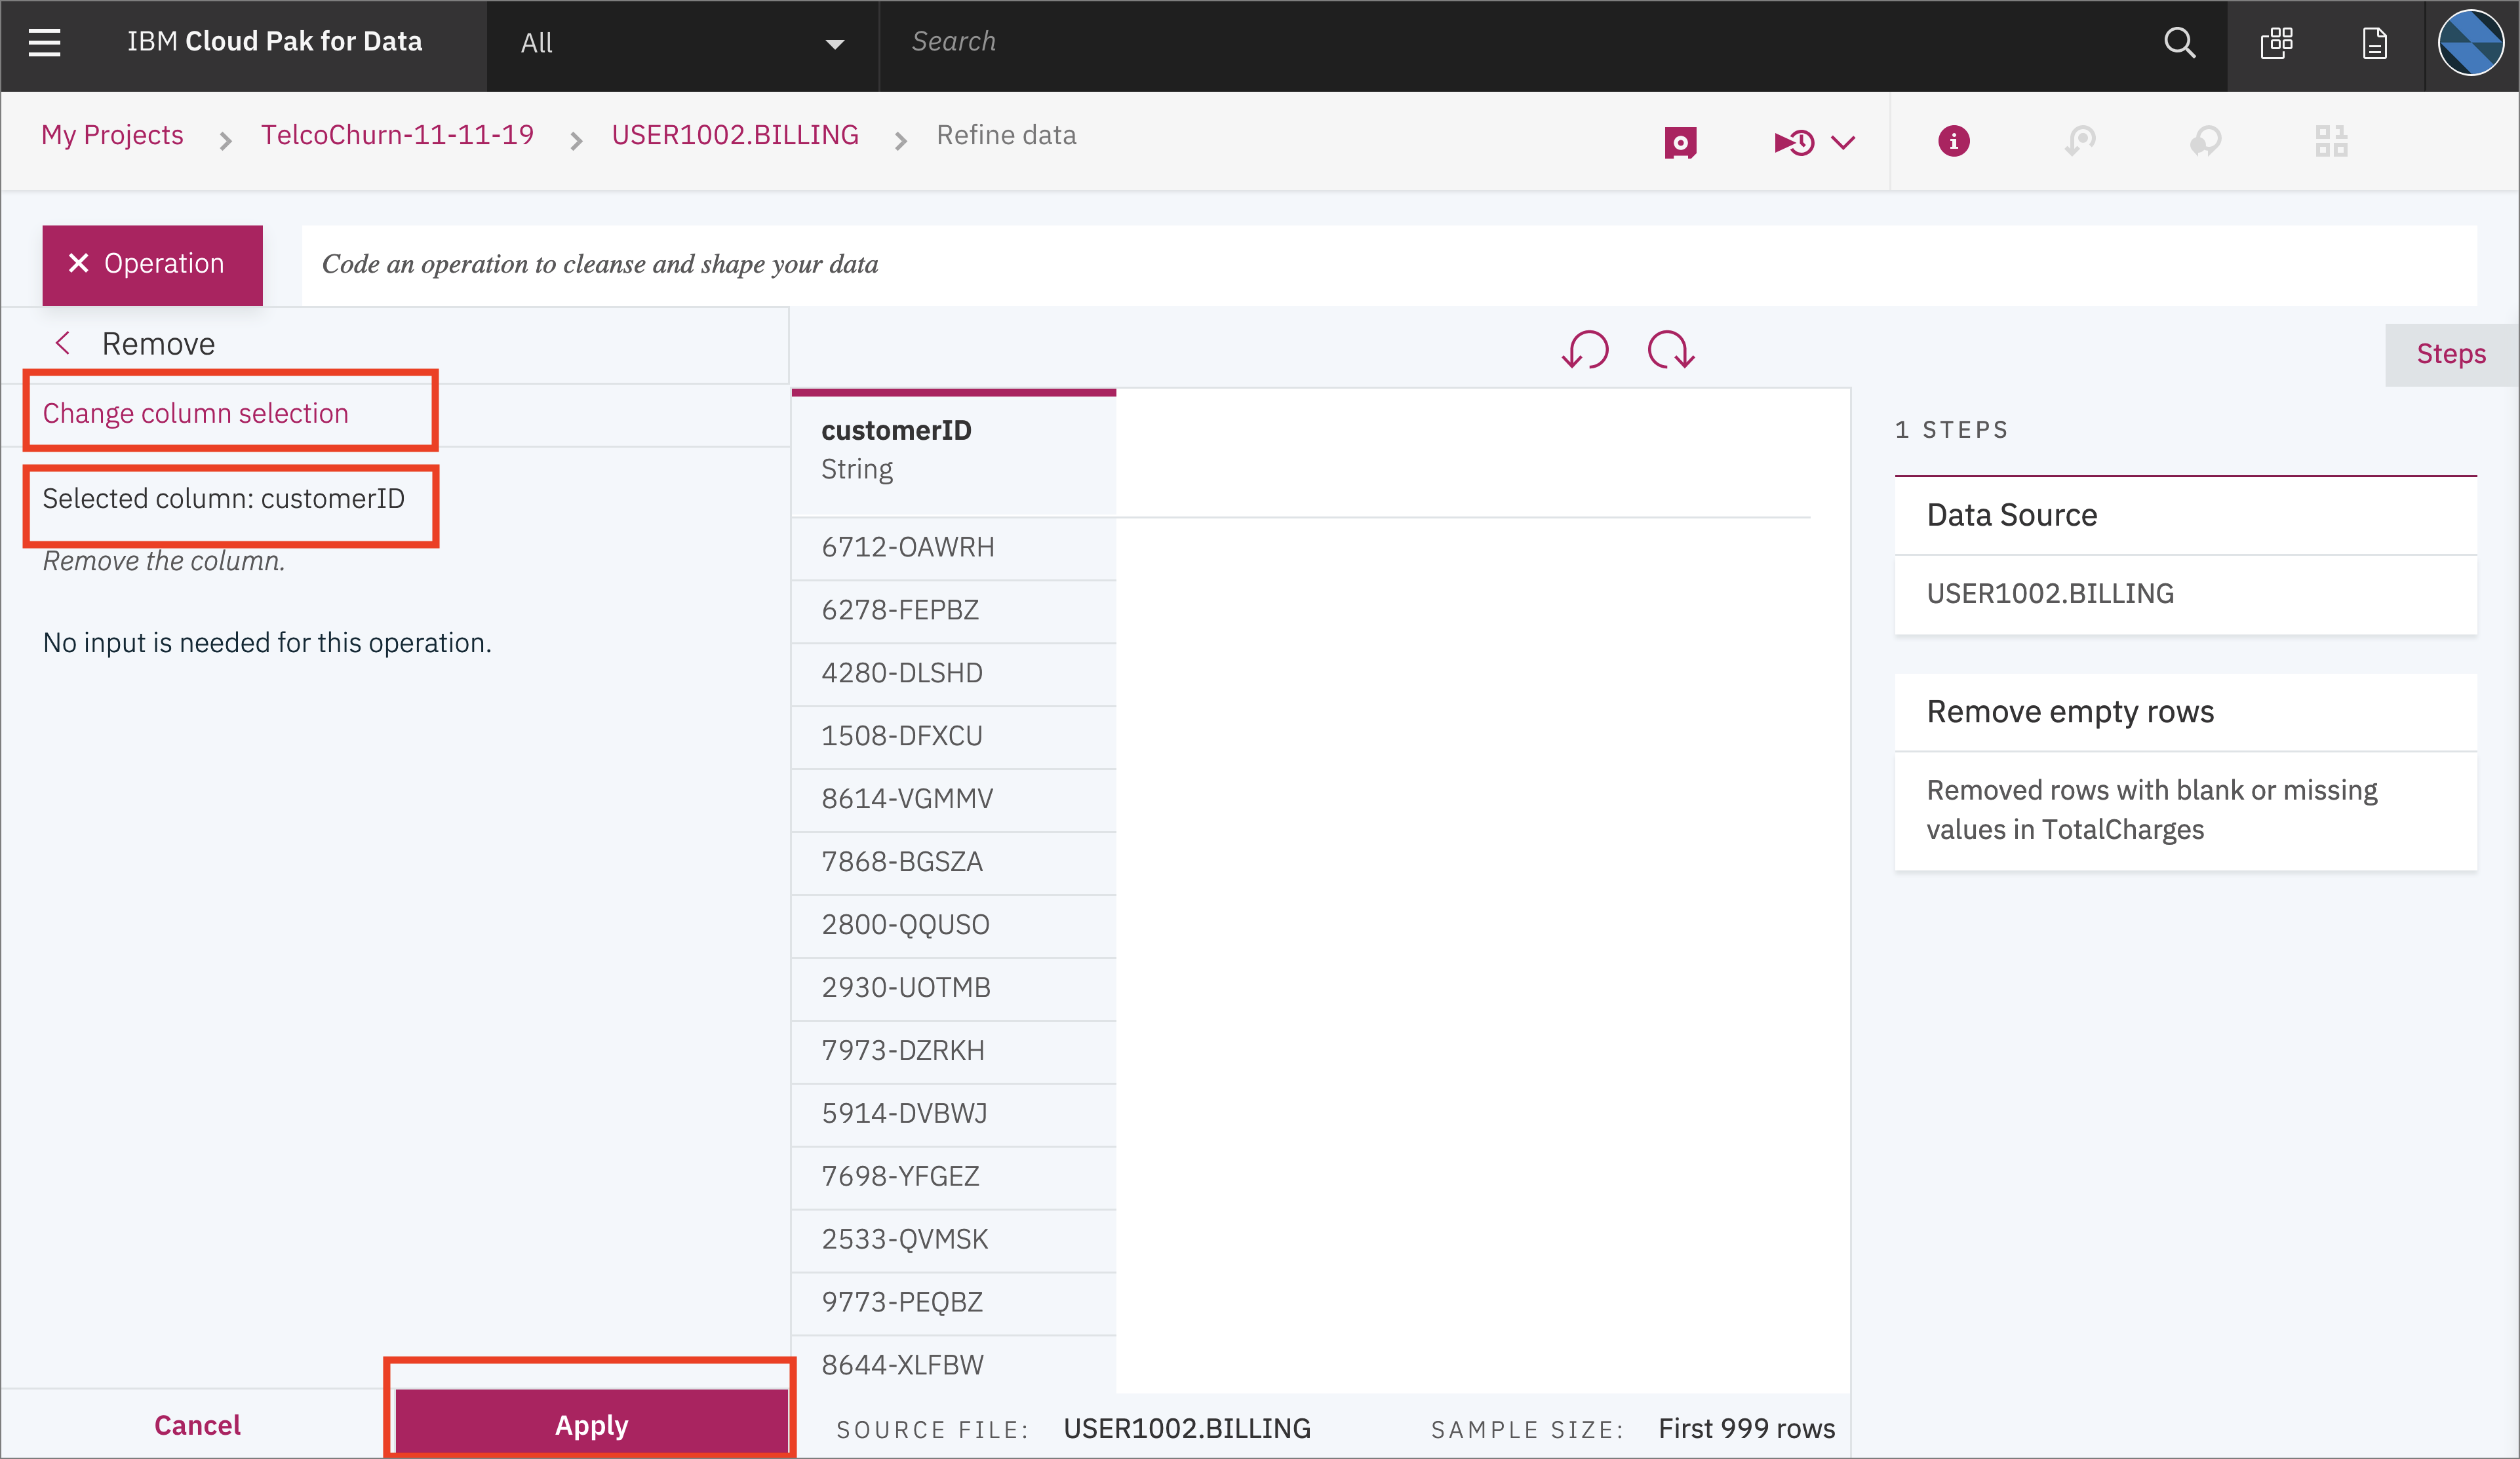 IBM Cloud Pak for Data
All
Search
My Projects
TelcoChurn-11-11-19
USER1002.BILLING
Refine data
Operation
Code an operation to cleanse and shape your data
Remove
Change column selection
Selected column: customerID
Remove the column.
No input is needed for this operation.
Cancel
Apply
customerID
String
6712-OAWRH
6278-FEPBZ
4280-DLSHD
1508-DFXCU
8614-VGMMV
7868-BGSZA
2800-QQUSO
2930-UOTMB
7973-DZRKH
5914-DVBWJ
7698-YFGEZ
2533-QVMSK
9773-PEQBZ
8644-XLFBW
SOURCE FILE: USER1002.BILLING
SAMPLE SIZE: First 999 rows
Steps
1 STEPS
Data Source
USER1002.BILLING
Remove empty rows
Removed rows with blank or missing
values in TotalCharges